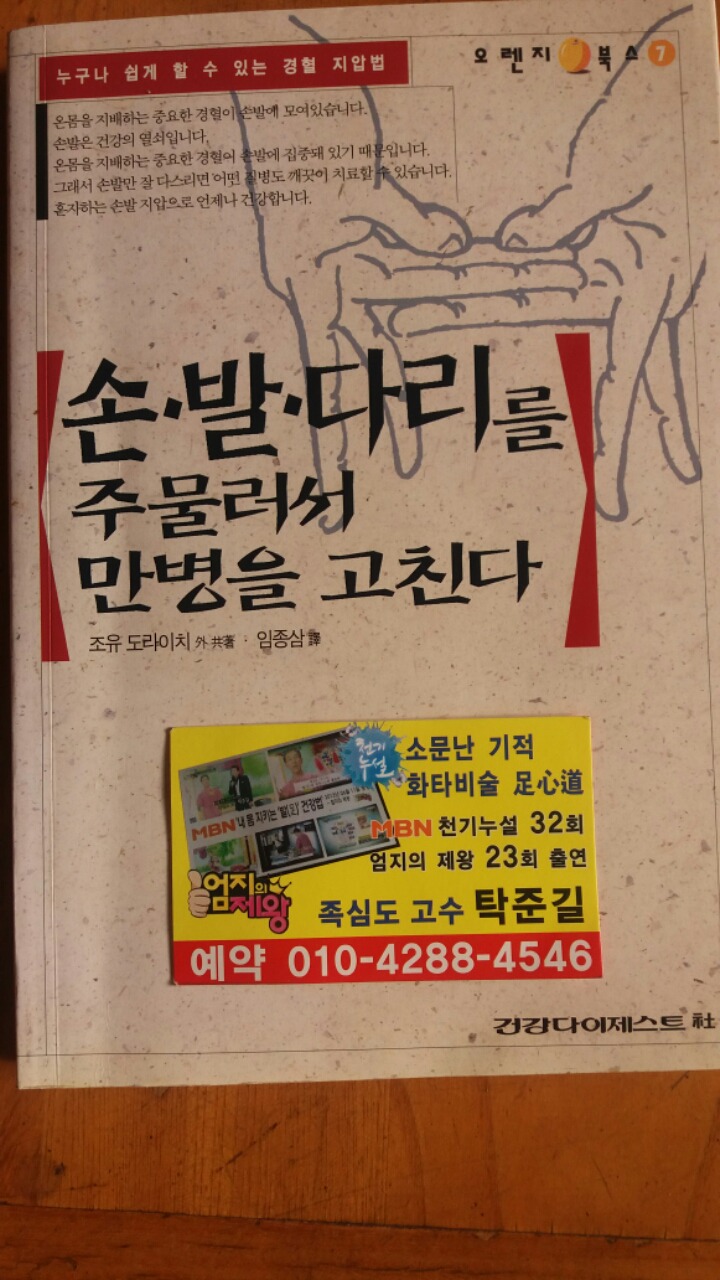 누구나 쉽게 할 수 있는 경혈 지압법
오렌지 북스 7
온몸을 지배하는 중요한 경혈이 손발에 모여있습니다.
손발은 건강의 열쇠입니다.
온몸을 지배하는 중요한 경혈이 손발에 집중돼 있기 때문입니다.
그래서 손발만 잘 다스리면 어떤 질병도 깨끗이 치료할 수 있습니다.
혼자하는 손발 지압으로 언제나 건강합니다.
손·발·다리를
주물러서
만병을 고친다
조유 도라이치 外 共著 · 임종삼 譯
천기누설
소문난 기적
화타비술 足心道
MBN '내 몸 지키는 '발(足)' 건강법'
MBN 천기누설 32회
엄지의 제왕 23회 출연
엄지의 제왕
족심도 고수 탁준길
예약 010-4288-4546
건강다이제스트 社